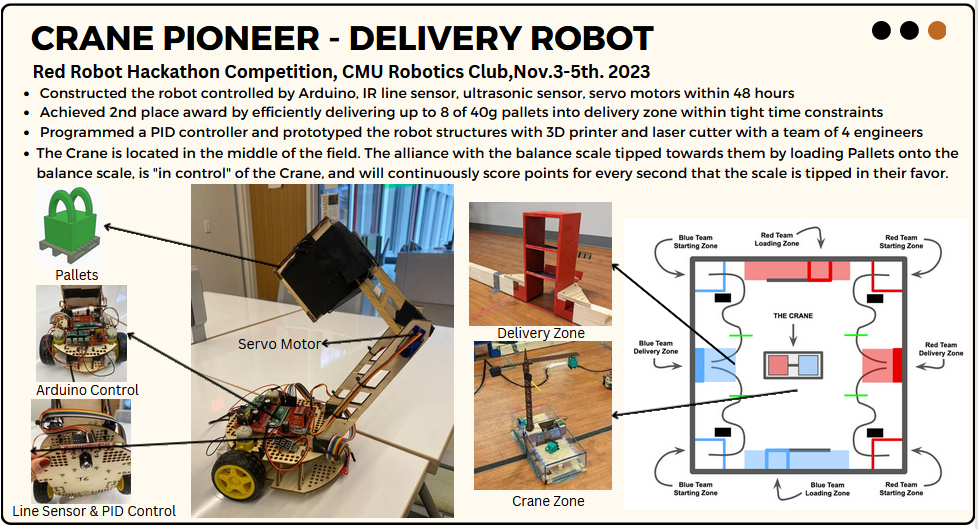 CRANE PIONEER - DELIVERY ROBOT
Red Robot Hackathon Competition, CMU Robotics Club,Nov.3-5th. 2023
• Constructed the robot controlled by Arduino, IR line sensor, ultrasonic sensor, servo motors within 48 hours
• Achieved 2nd place award by efficiently delivering up to 8 of 40g pallets into delivery zone within tight time constraints
• Programmed a PID controller and prototyped the robot structures with 3D printer and laser cutter with a team of 4 engineers
• The Crane is located in the middle of the field. The alliance with the balance scale tipped towards them by loading Pallets onto the
balance scale, is "in control" of the Crane, and will continuously score points for every second that the scale is tipped in their favor.
Pallets
Arduino Control
Line Sensor & PID Control
Servo Motor
Delivery Zone
Crane Zone
Blue Team
Starting Zone
Red Team
Loading Zone
Red Team
Starting Zone
THE CRANE
Blue Team
Delivery Zone
Red Team
Delivery Zone
Blue Team
Starting Zone
Blue Team
Loading Zone
Red Team
Starting Zone